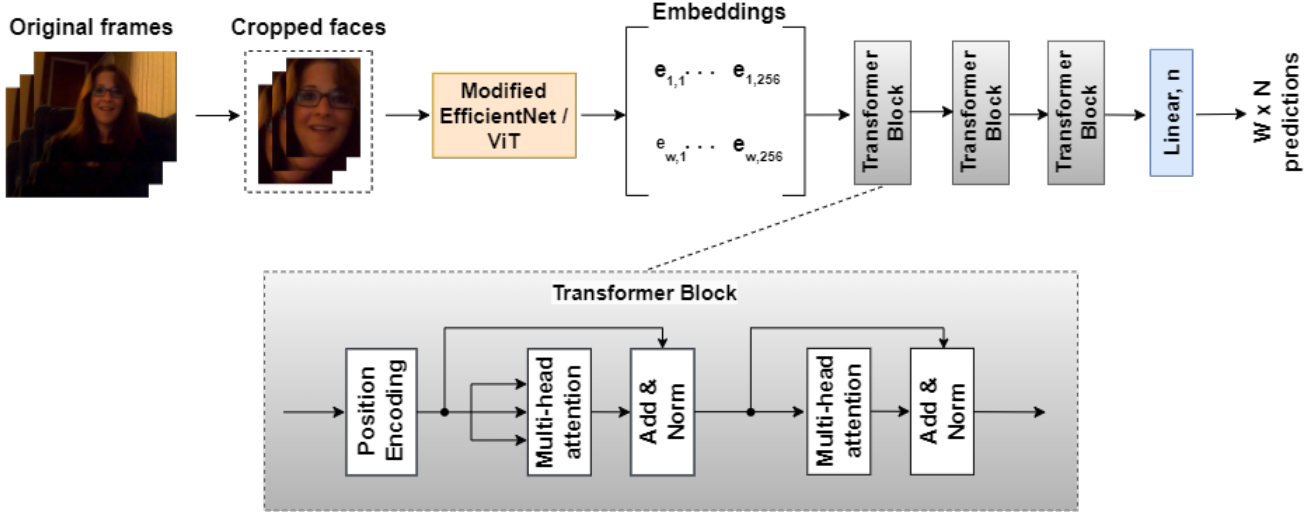 Original frames
Cropped faces
Modified
EfficientNet /
ViT
Embeddings
e1,1 · · · e1,256
ew,1 · · · ew,256
Transformer
Block
Transformer
Block
Transformer
Block
Linear, n
W x N
predictions
Transformer Block
Position
Encoding
Multi-head
attention
Add &
Norm
Multi-head
attention
Add &
Norm